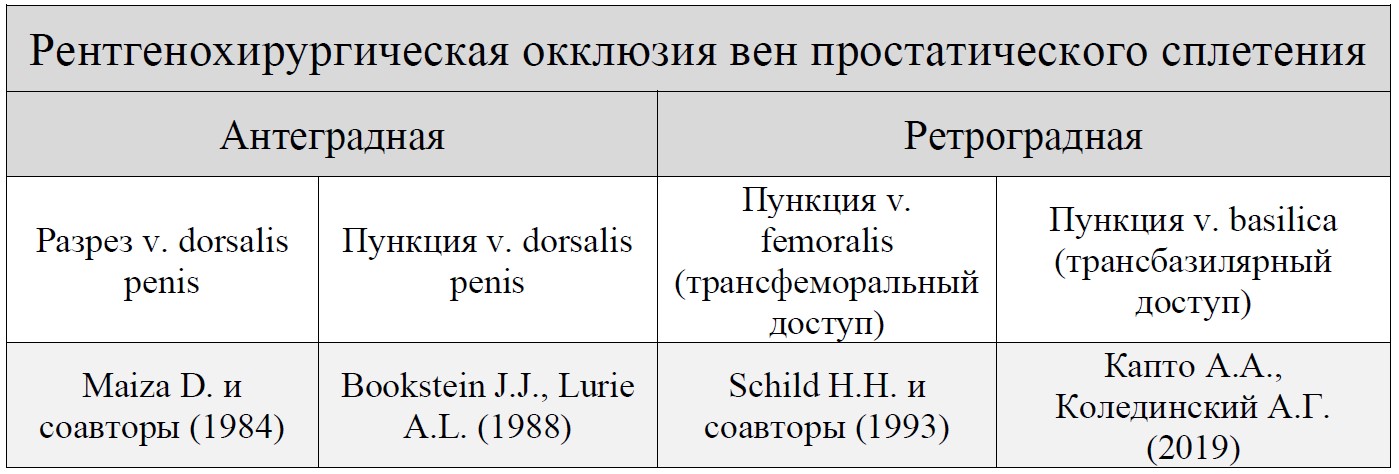 Рентгенохирургическая окклюзия вен простатического сплетения
Антеградная
Ретроградная
Разрез v. dorsalis
penis
Пункция v. dorsalis
penis
Пункция v.
femoralis
(трансфеморальный
доступ)
Пункция v. basilica
(трансбазилярный
доступ)
Maiza D. и
соавторы (1984)
Bookstein J.J., Lurie
A.L. (1988)
Schild H.H. и
соавторы (1993)
Капто А.А.,
Колединский А.Г.
(2019)